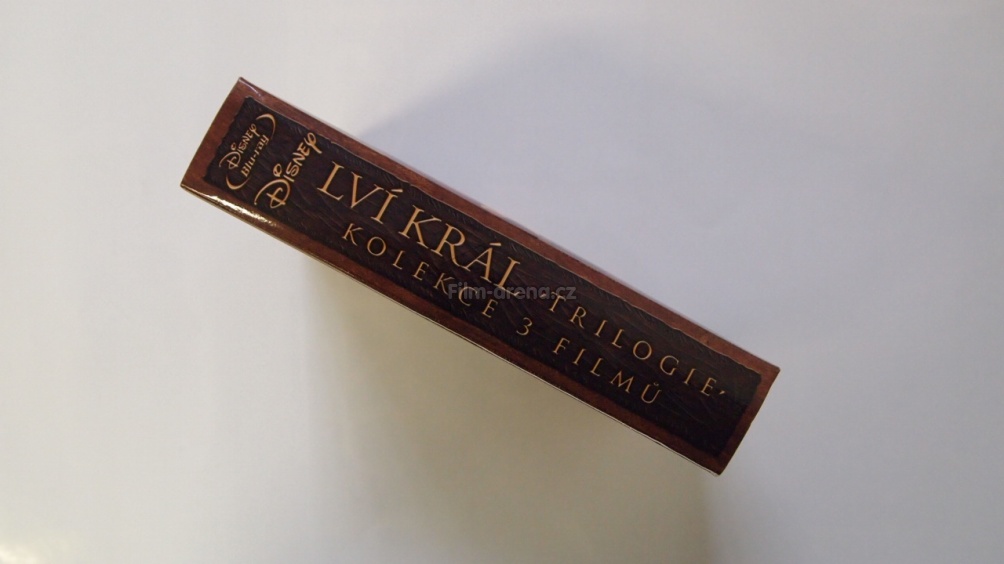 DISNEY
Blu-ray
DISNEY
LVÍ KRÁL -TRILOGIE-
KOLEKCE 3 FILMŮ
Film-arena.cz